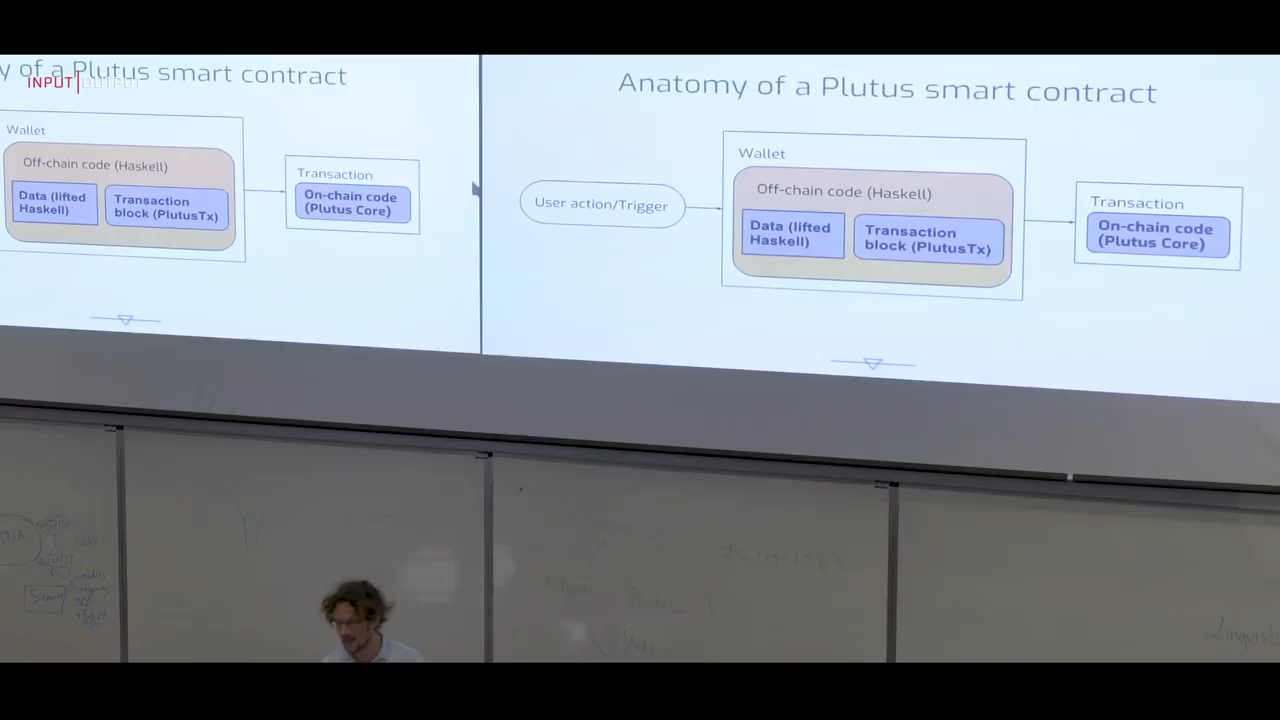 y of a Plutus smart contract
INPUT|OUTPUT
Wallet
Off-chain code (Haskell)
Data (lifted
Haskell)
Transaction
block (PlutusTx)
Transaction
On-chain code
(Plutus Core)
Anatomy of a Plutus smart contract
User action/Trigger
Wallet
Off-chain code (Haskell)
Data (lifted
Haskell)
Transaction
block (PlutusTx)
Transaction
On-chain code
(Plutus Core)